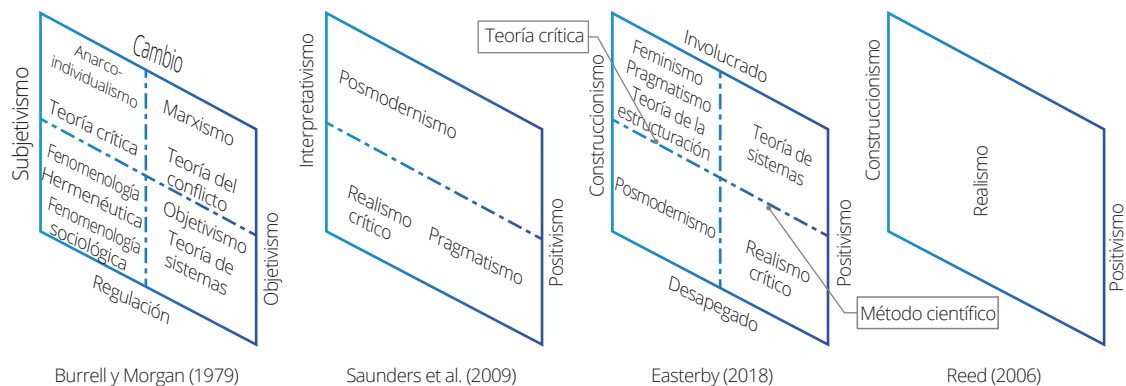 Cambio
Subjetivismo
Anarco-
individualismo
Marxismo
Teoría crítica
Teoría del
conflicto
Fenomenología
Hermenéutica
Fenomenología
sociológica
Objetivismo
Teoría de
sistemas
Objetivismo
Regulación
Burrell y Morgan (1979)
Interpretativismo
Posmodernismo
Realismo
crítico
Pragmatismo
Positivismo
Saunders et al. (2009)
Teoría crítica
Involucrado
Construccionismo
Feminismo
Pragmatismo
Teoría de la
estructuración
Teoría de
sistemas
Posmodernismo
Realismo
crítico
Positivismo
Desapegado
Método científico
Easterby (2018)
Construccionismo
Realismo
Positivismo
Reed (2006)